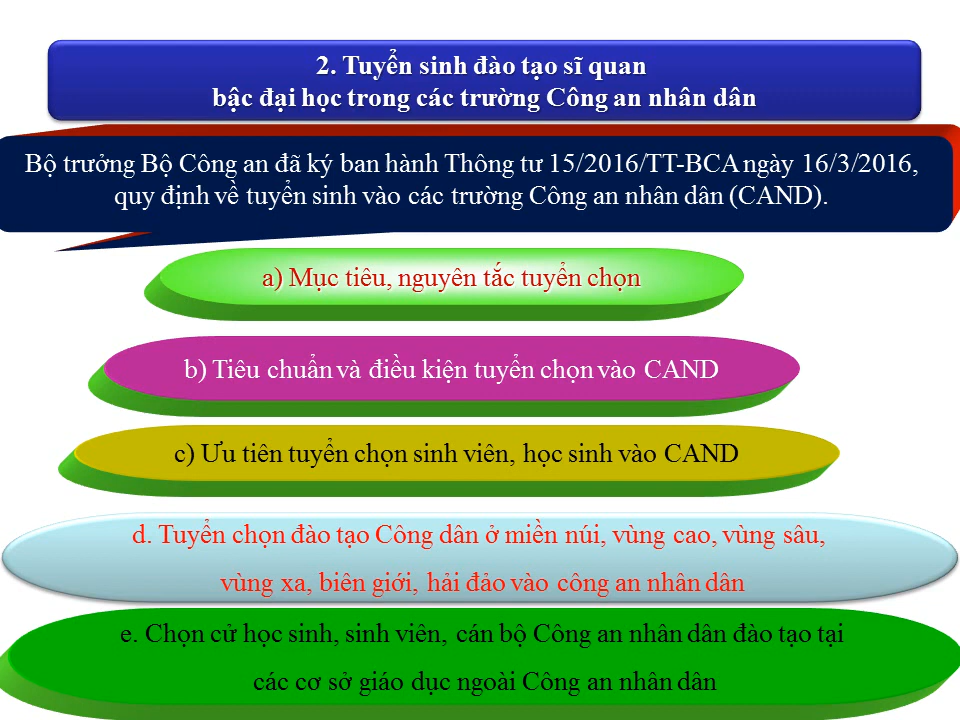 2. Tuyển sinh đào tạo sĩ quan
bậc đại học trong các trường Công an nhân dân
Bộ trưởng Bộ Công an đã ký ban hành Thông tư 15/2016/TT-BCA ngày 16/3/2016,
quy định về tuyển sinh vào các trường Công an nhân dân (CAND).
a) Mục tiêu, nguyên tắc tuyển chọn
b) Tiêu chuẩn và điều kiện tuyển chọn vào CAND
c) Ưu tiên tuyển chọn sinh viên, học sinh vào CAND
d. Tuyển chọn đào tạo Công dân ở miền núi, vùng cao, vùng sâu,
vùng xa, biên giới, hải đảo vào công an nhân dân
e. Chọn cử học sinh, sinh viên, cán bộ Công an nhân dân đào tạo tại
các cơ sở giáo dục ngoài Công an nhân dân